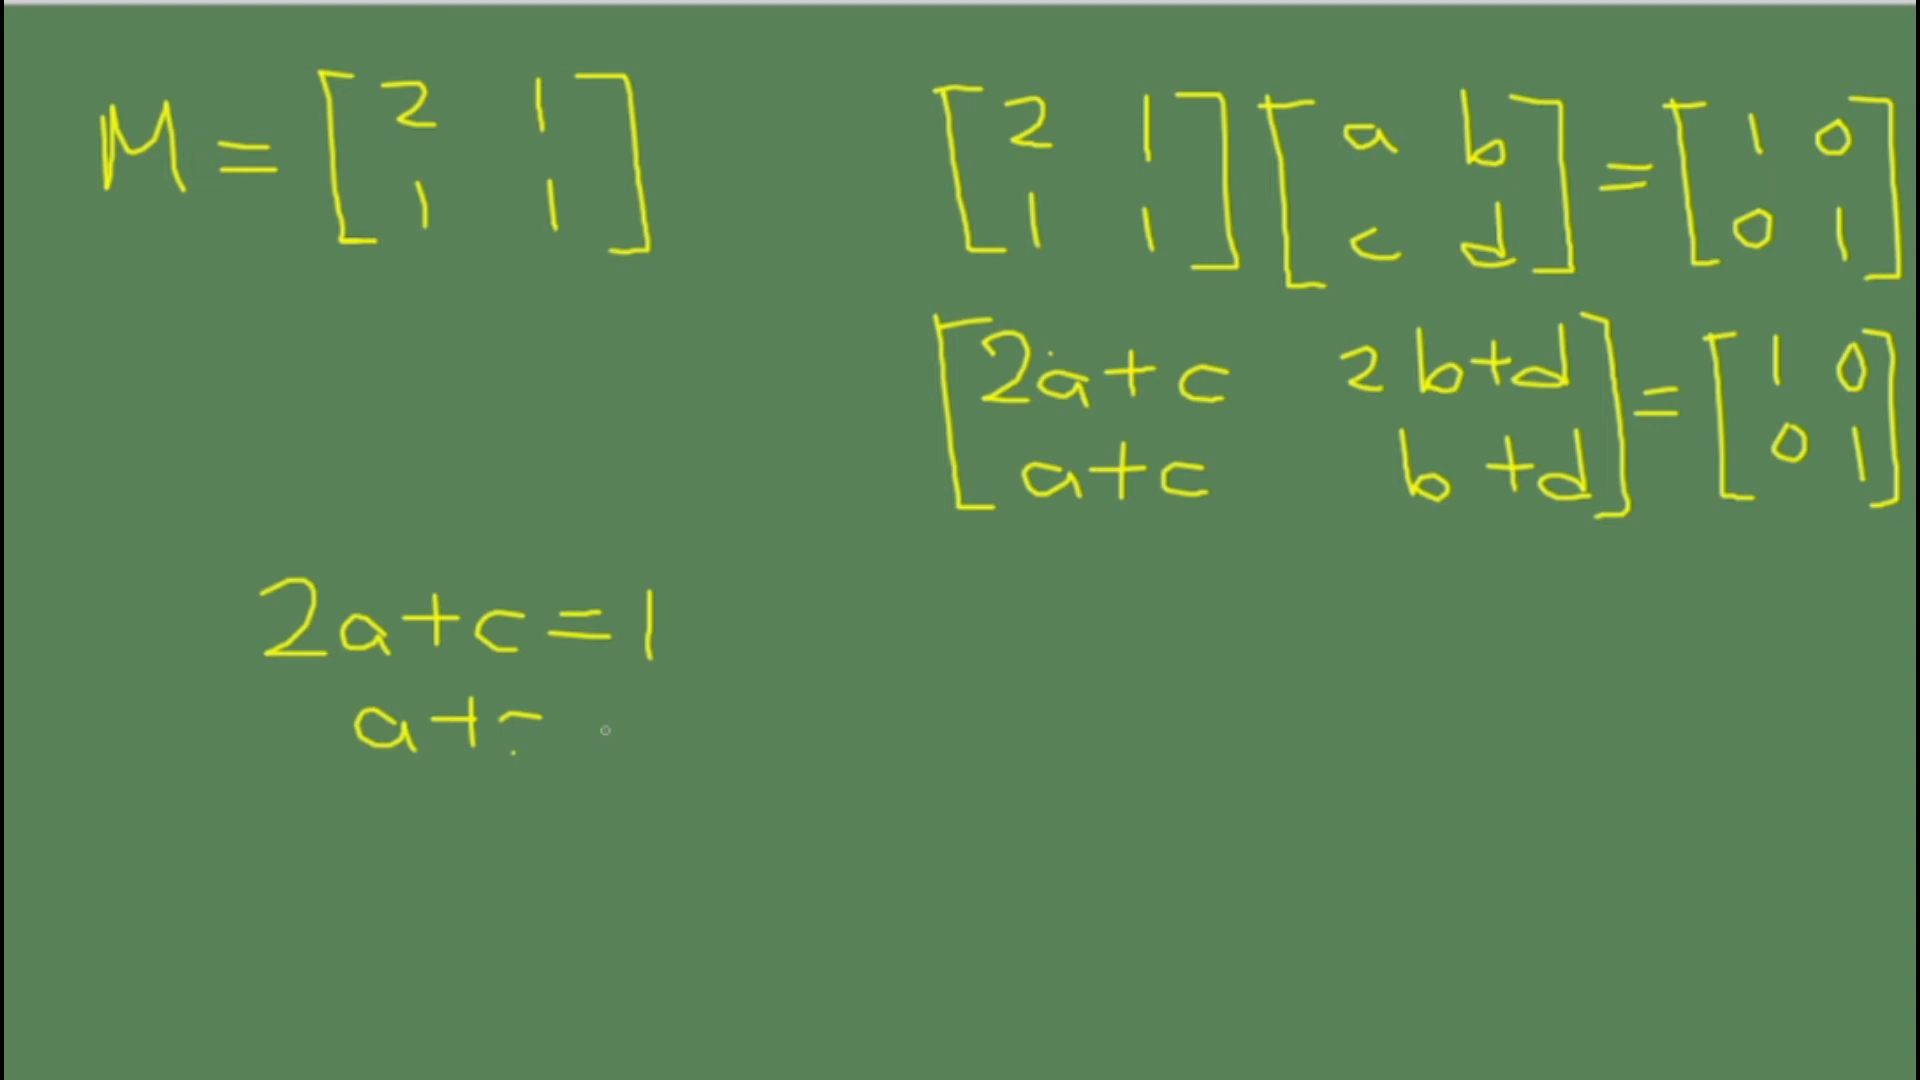 M = [2 1
1 1]
[2 1
1 1] [a b
c d] = [1 0
0 1]
[2a+c 2b+d
a+c b+d] = [1 0
0 1]
2a+c=1
a+